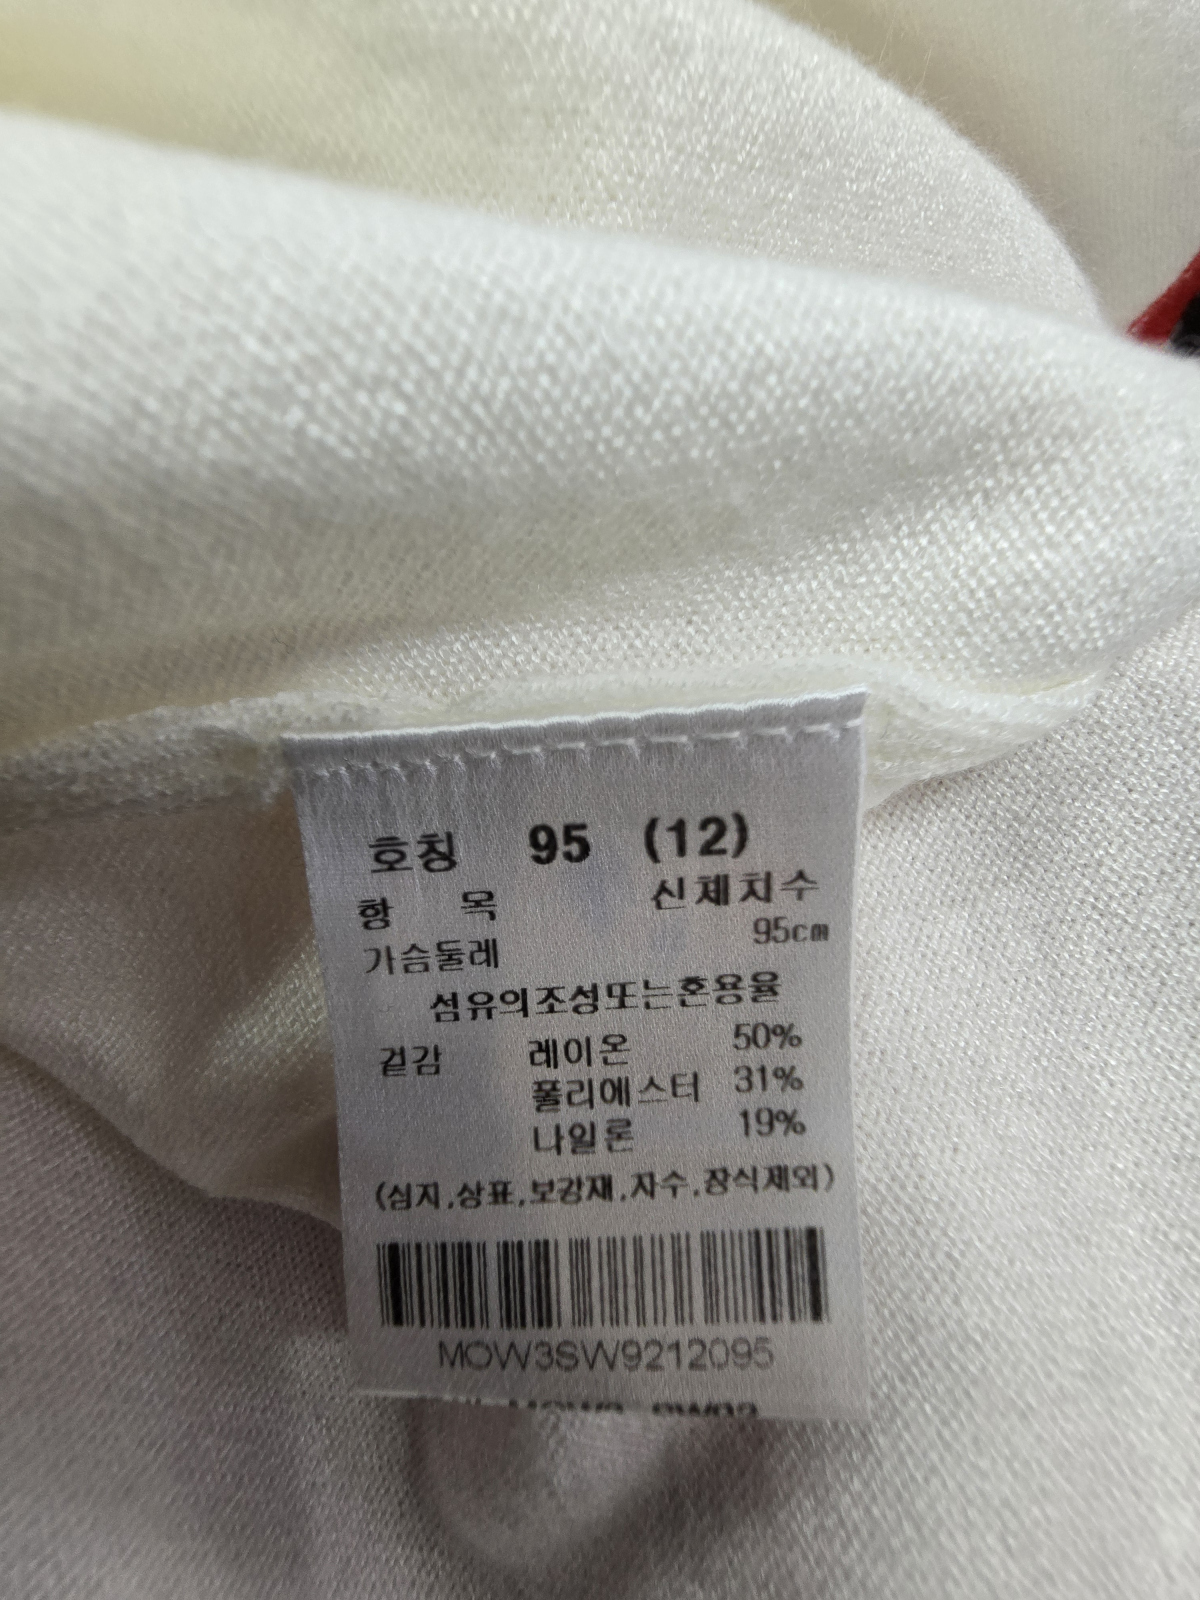 호칭 95 (12)
항 목 신체치수
가슴둘레 95cm
섬유의조성또는혼용율
겉감 레이온 50%
폴리에스터 31%
나일론 19%
(심지,상표,보강재,자수,장식제외)
MOW3SW9212095